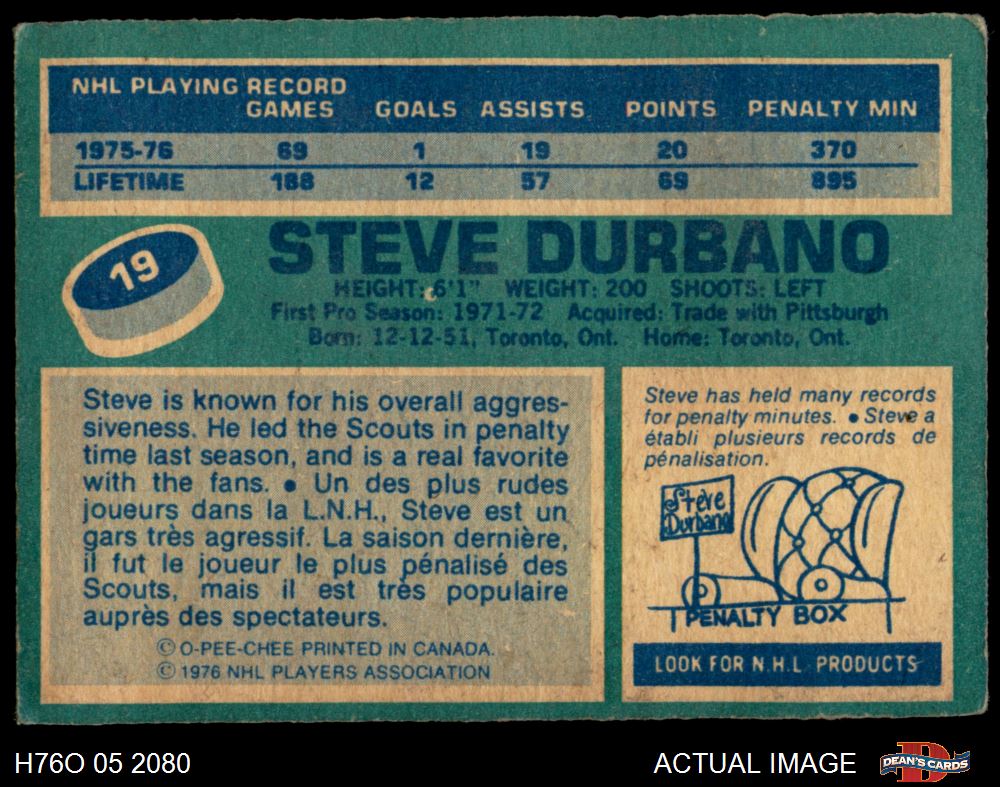 NHL PLAYING RECORD
GAMES GOALS ASSISTS POINTS PENALTY MIN
1975-76 69 1 19 20 370
LIFETIME 188 12 57 69 895
19
STEVE DURBANO
HEIGHT: 6'1" WEIGHT: 200 SHOOTS: LEFT
First Pro Season: 1971-72 Acquired: Trade with Pittsburgh
Born: 12-12-51, Toronto, Ont. Home: Toronto, Ont.
Steve is known for his overall aggres-
siveness. He led the Scouts in penalty
time last season, and is a real favorite
with the fans. ● Un des plus rudes
joueurs dans la L.N.H., Steve est un
gars très agressif. La saison dernière,
il fut le joueur le plus pénalisé des
Scouts, mais il est très populaire
auprès des spectateurs.
© O-PEE-CHEE PRINTED IN CANADA.
© 1976 NHL PLAYERS ASSOCIATION
Steve has held many records
for penalty minutes. ● Steve a
établi plusieurs records de
pénalisation.
Steve
Durbano
PENALTY BOX
LOOK FOR N.H.L PRODUCTS
H76O 05 2080
ACTUAL IMAGE
D
DEAN'S CARDS